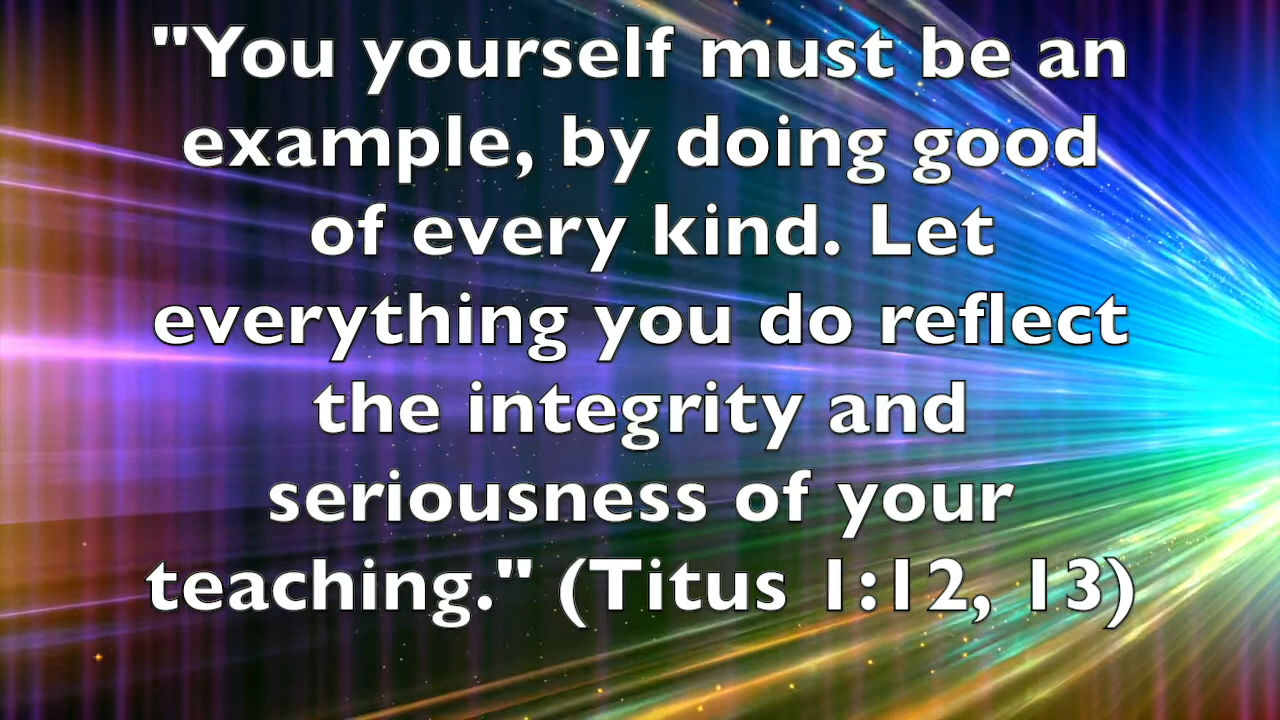 "You yourself must be an
example, by doing good
of every kind. Let
everything you do reflect
the integrity and
seriousness of your
teaching." (Titus 1:12, 13)